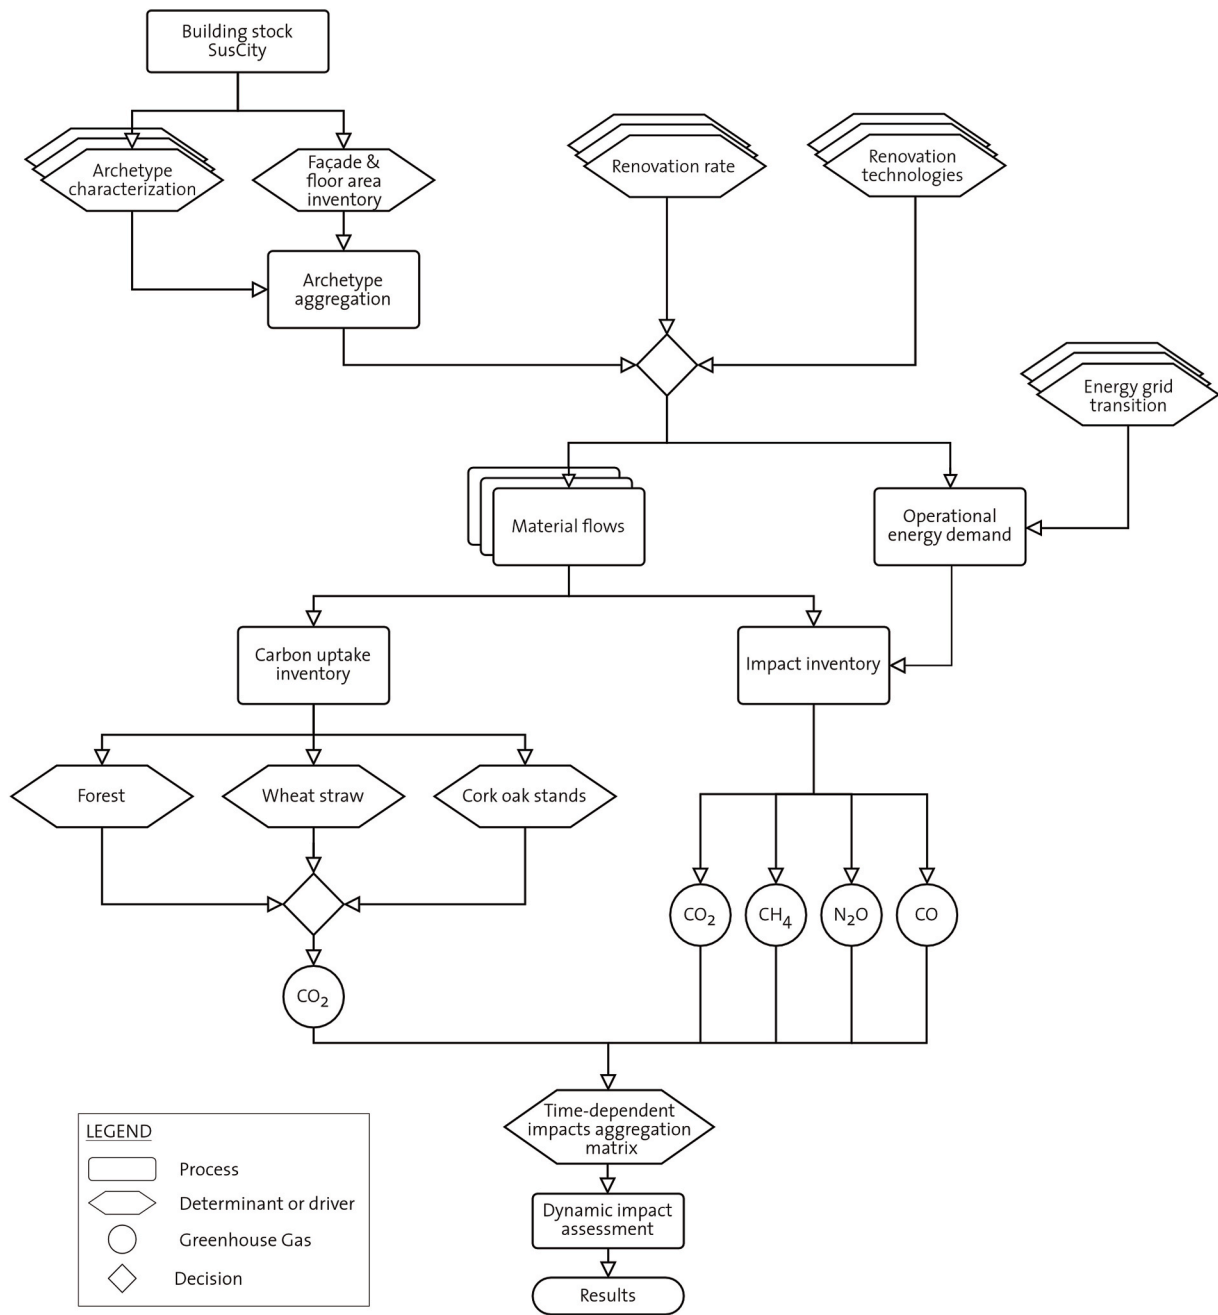 Building stock
SusCity
Archetype
characterization
Façade &
floor area
inventory
Renovation rate
Renovation
technologies
Archetype
aggregation
Energy grid
transition
Material flows
Operational
energy demand
Carbon uptake
inventory
Impact inventory
Forest
Wheat straw
Cork oak stands
CO₂
CH₄
N₂O
CO
CO₂
Time-dependent
impacts aggregation
matrix
Dynamic impact
assessment
Results
LEGEND
Process
Determinant or driver
Greenhouse Gas
Decision